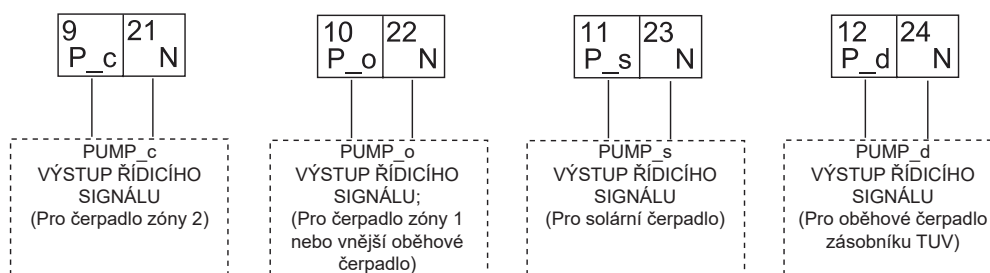 9 21
P_c N
PUMP_c
VÝSTUP ŘÍDICÍHO
SIGNÁLU
(Pro čerpadlo zóny 2)
10 22
P_o N
PUMP_o
VÝSTUP ŘÍDICÍHO
SIGNÁLU;
(Pro čerpadlo zóny 1
nebo vnější oběhové
čerpadlo)
11 23
P_s N
PUMP_s
VÝSTUP ŘÍDICÍHO
SIGNÁLU
(Pro solární čerpadlo)
12 24
P_d N
PUMP_d
VÝSTUP ŘÍDICÍHO
SIGNÁLU
(Pro oběhové čerpadlo
zásobníku TUV)